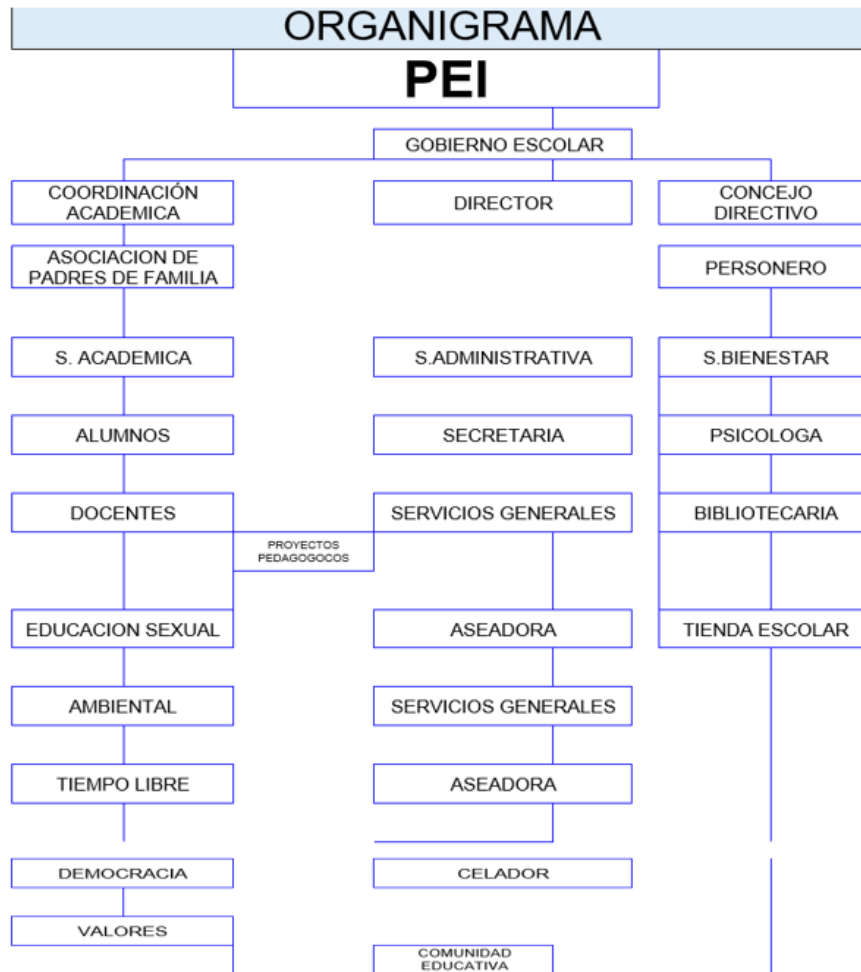 ORGANIGRAMA
PEI
GOBIERNO ESCOLAR
COORDINACIÓN
ACADEMICA
DIRECTOR
CONCEJO
DIRECTIVO
ASOCIACION DE
PADRES DE FAMILIA
PERSONERO
S. ACADEMICA
S.ADMINISTRATIVA
S.BIENESTAR
ALUMNOS
SECRETARIA
PSICOLOGA
DOCENTES
SERVICIOS GENERALES
BIBLIOTECARIA
PROYECTOS
PEDAGOGOCOS
EDUCACION SEXUAL
ASEADORA
TIENDA ESCOLAR
AMBIENTAL
SERVICIOS GENERALES
TIEMPO LIBRE
ASEADORA
DEMOCRACIA
CELADOR
VALORES
COMUNIDAD
EDUCATIVA